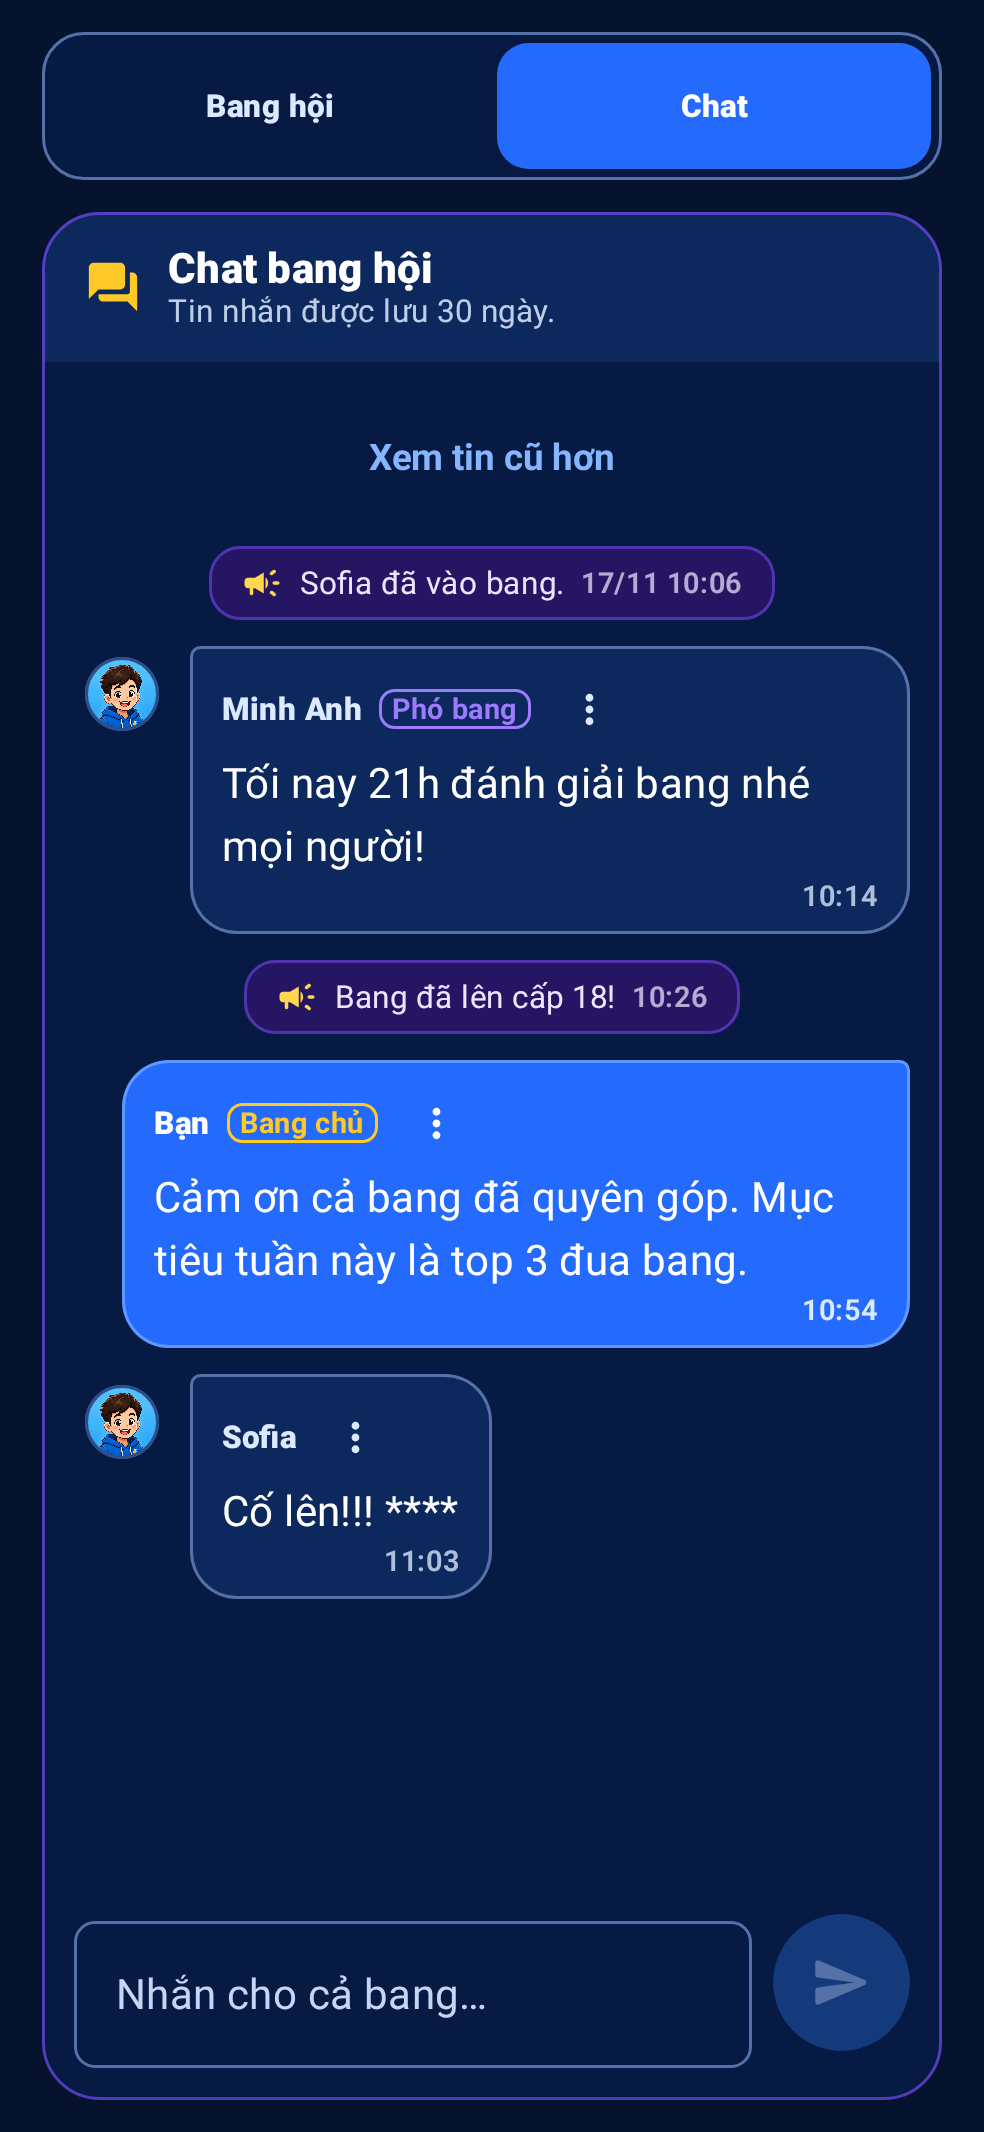 Bang hội
Chat
Chat bang hội
Tin nhắn được lưu 30 ngày.
Xem tin cũ hơn
Sofia đã vào bang. 17/11 10:06
Minh Anh Phó bang
Tối nay 21h đánh giải bang nhé
mọi người!
10:14
Bang đã lên cấp 18! 10:26
Bạn Bang chủ
Cảm ơn cả bang đã quyên góp. Mục
tiêu tuần này là top 3 đua bang.
10:54
Sofia
Cố lên!!! ****
11:03
Nhắn cho cả bang…